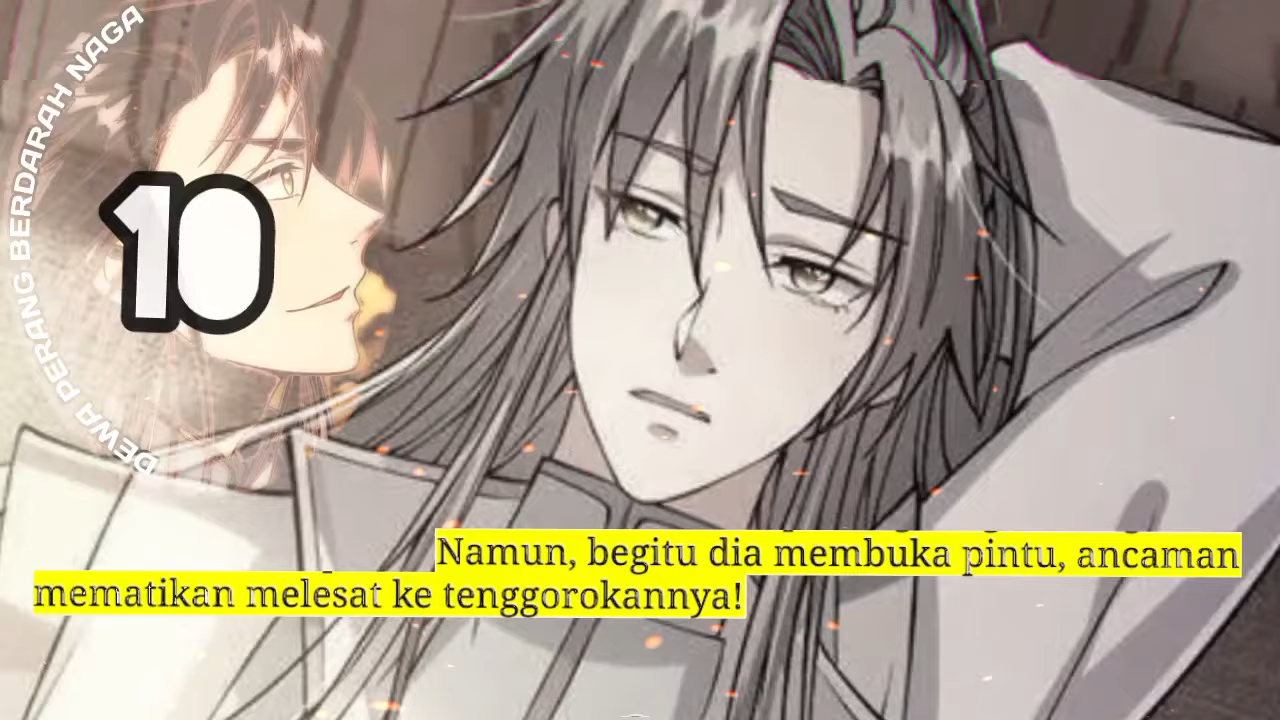 DEWA PERANG BERDARAH NAGA
10
Namun, begitu dia membuka pintu, ancaman
mematikan melesat ke tenggorokannya!